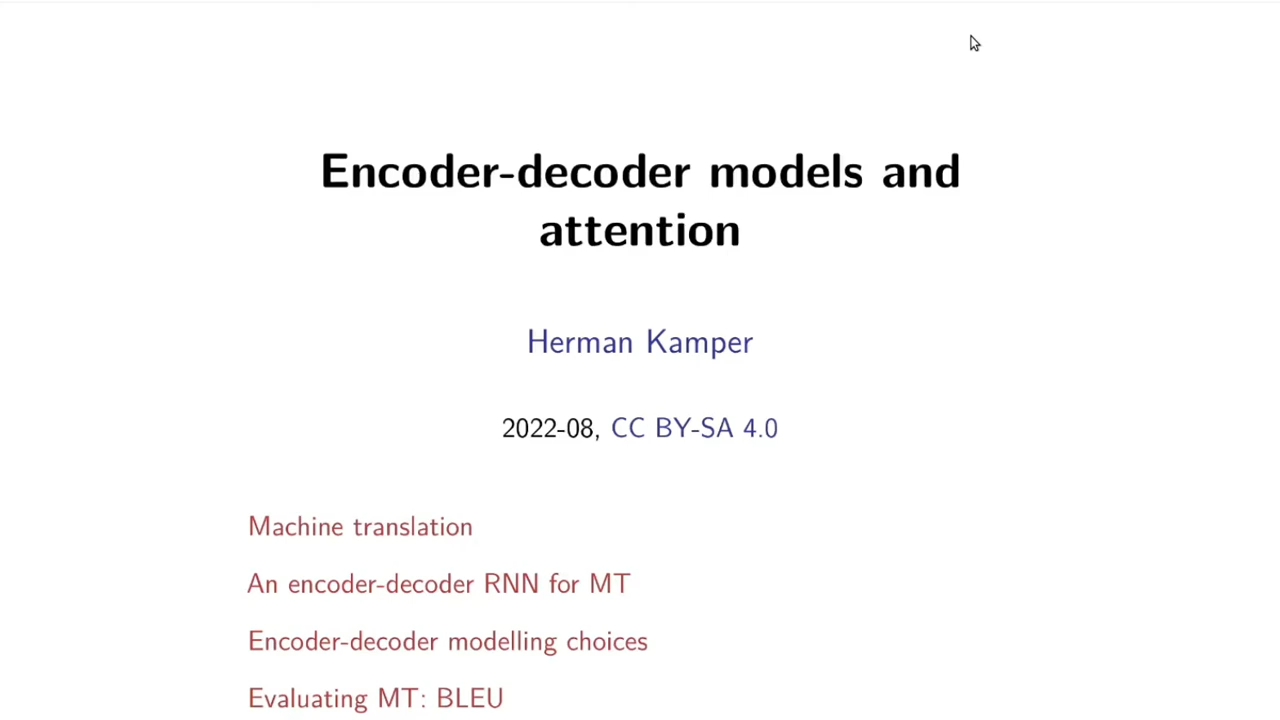 Encoder-decoder models and
attention
Herman Kamper
2022-08, CC BY-SA 4.0
Machine translation
An encoder-decoder RNN for MT
Encoder-decoder modelling choices
Evaluating MT: BLEU